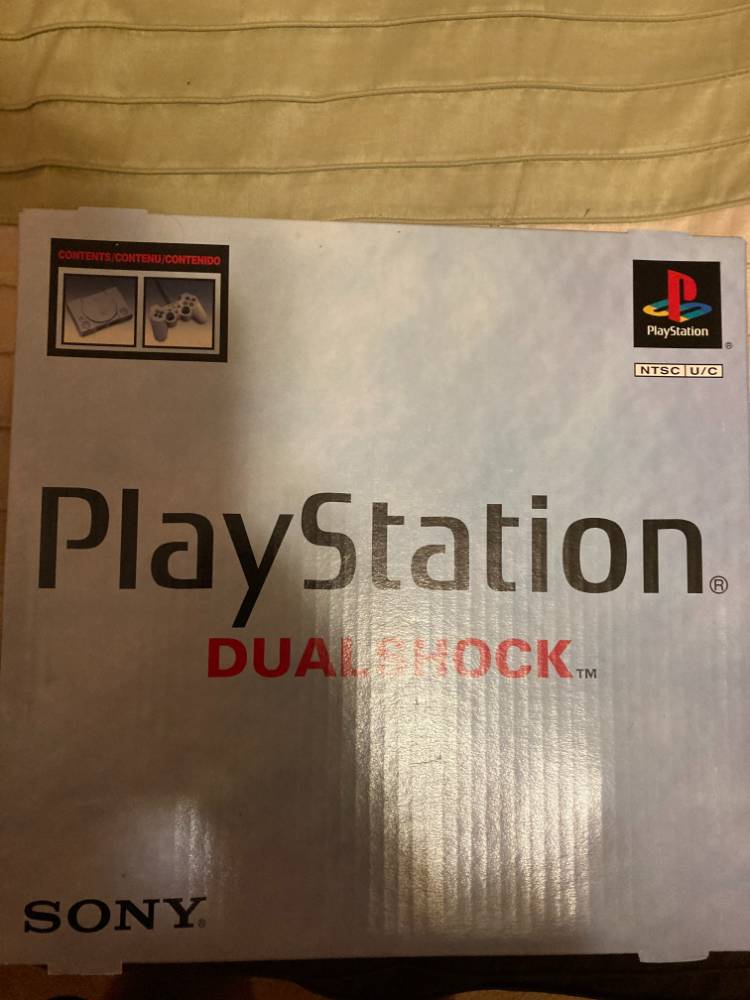 CONTENTS/CONTENU/CONTENIDO
PlayStation
®
NTSC U/C
PlayStation®
DUALSHOCK™
SONY®